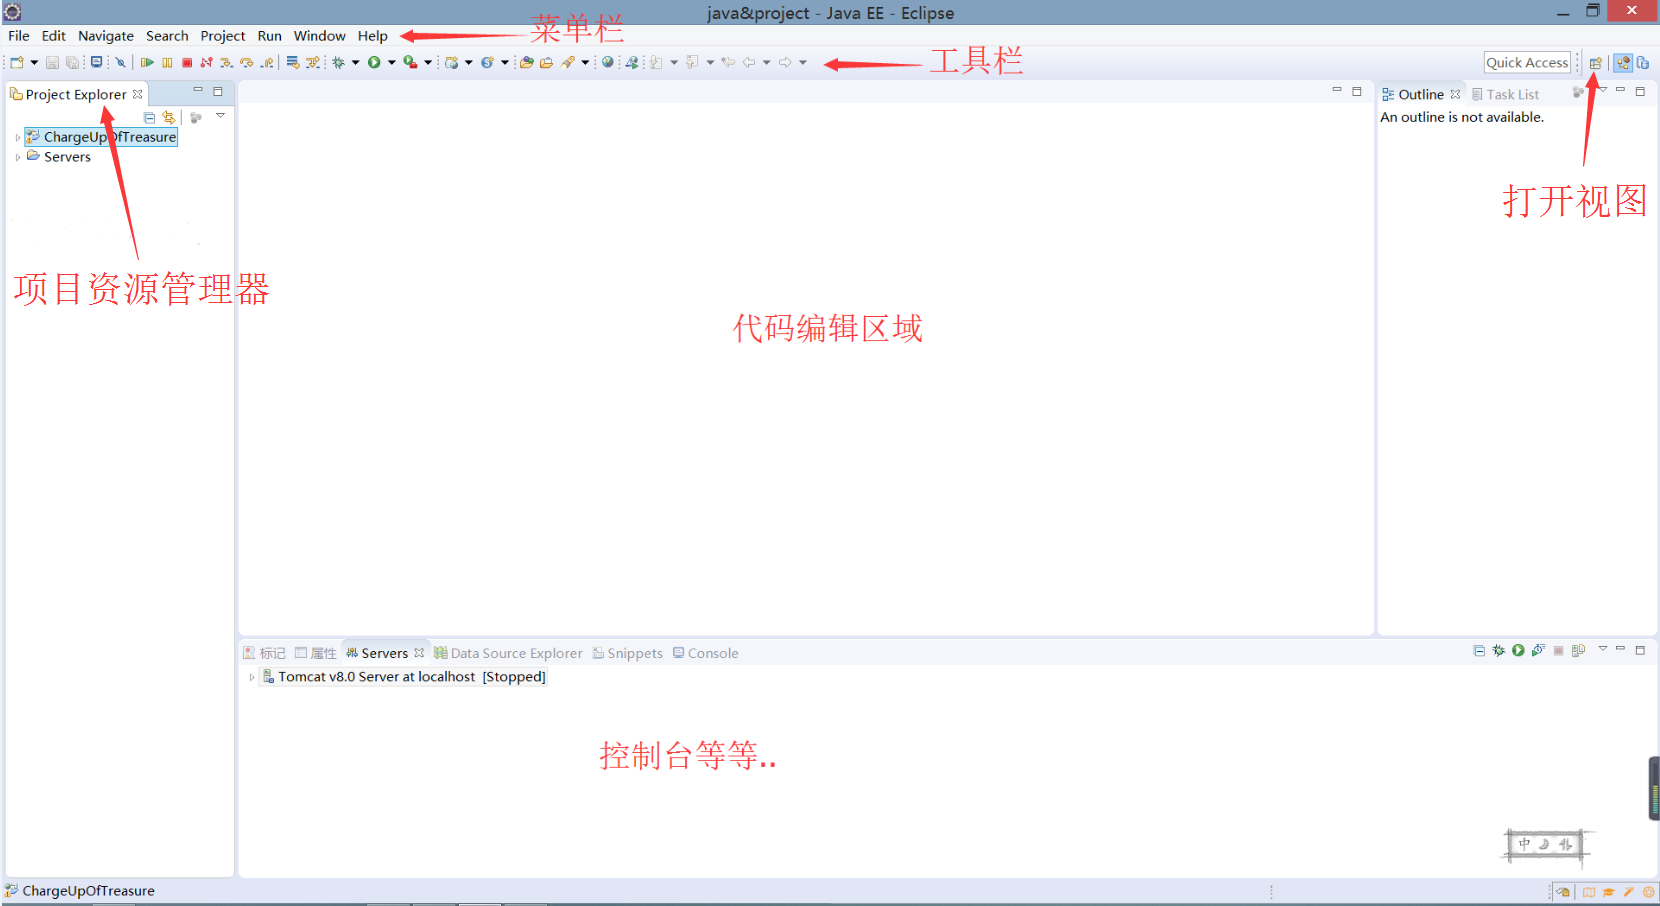 java&project - Java EE - Eclipse
File Edit Navigate Search Project Run Window Help
菜单栏
工具栏
Quick Access
Project Explorer
ChargeUpOfTreasure
Servers
项目资源管理器
代码编辑区域
Outline Task List
An outline is not available.
打开视图
标记 属性 Servers Data Source Explorer Snippets Console
Tomcat v8.0 Server at localhost [Stopped]
控制台等等..
中
ChargeUpOfTreasure